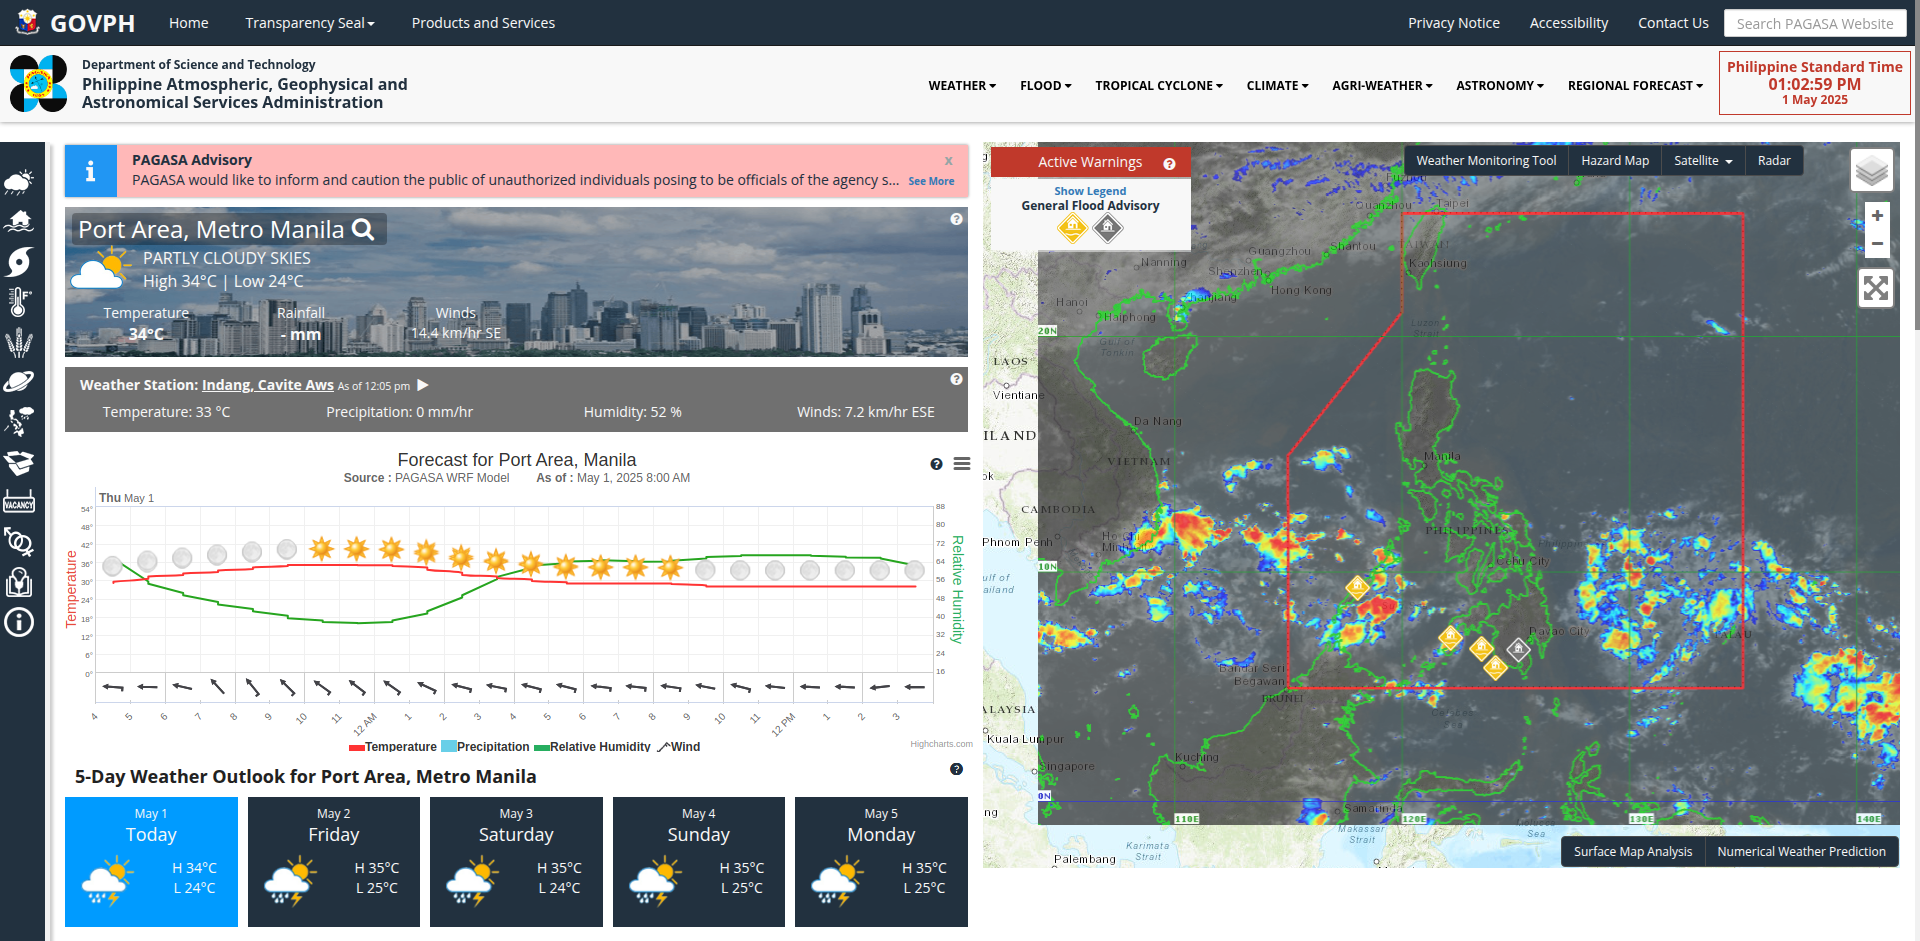 GOVPH
Home
Transparency Seal
Products and Services
Privacy Notice
Accessibility
Contact Us
Search PAGASA Website
Department of Science and Technology
Philippine Atmospheric, Geophysical and
Astronomical Services Administration
WEATHER
FLOOD
TROPICAL CYCLONE
CLIMATE
AGRI-WEATHER
ASTRONOMY
REGIONAL FORECAST
Philippine Standard Time
01:02:59 PM
1 May 2025
PAGASA Advisory
x
PAGASA would like to inform and caution the public of unauthorized individuals posing to be officials of the agency s... See More
Port Area, Metro Manila
PARTLY CLOUDY SKIES
High 34°C | Low 24°C
Temperature
34°C
Rainfall
- mm
Winds
14.4 km/hr SE
Weather Station: Indang, Cavite Aws As of 12:05 pm
Temperature: 33 °C
Precipitation: 0 mm/hr
Humidity: 52 %
Winds: 7.2 km/hr ESE
Forecast for Port Area, Manila
Source : PAGASA WRF Model As of : May 1, 2025 8:00 AM
Thu May 1
54°
48°
42°
36°
30°
24°
18°
12°
6°
0°
Temperature
88
80
72
64
56
48
40
32
24
16
Relative Humidity
4 5 6 7 8 9 10 11 12 AM 1 2 3 4 5 6 7 8 9 10 11 12 PM 1 2 3
Temperature Precipitation Relative Humidity Wind
Highcharts.com
5-Day Weather Outlook for Port Area, Metro Manila
May 1
Today
H 34°C
L 24°C
May 2
Friday
H 35°C
L 25°C
May 3
Saturday
H 35°C
L 24°C
May 4
Sunday
H 35°C
L 25°C
May 5
Monday
H 35°C
L 25°C
VACANCY
Active Warnings
Show Legend
General Flood Advisory
Weather Monitoring Tool
Hazard Map
Satellite
Radar
+
−
Taipei
Quanzhou
Shantou
TAIWAN
Kaohsiung
Guangzhou
Shenzhen
Nanning
Hong Kong
Zhanjiang
Hanoi
Haiphong
Gulf of
Tonkin
Luzon
Strait
20N
LAOS
Vientiane
ILAND
Da Nang
VIETNAM
Manila
ok
CAMBODIA
Phnom Penh
Ho Chi
Minh
PHILIPPINES
Cebu City
10N
ulf of
ailand
Davao City
PALAU
Bandar Seri
Begawan
BRUNEI
ALAYSIA
Kuala Lumpur
Kuching
Singapore
0N
ng
Samarinda
110E
120E
130E
140E
Makassar
Strait
Karimata
Strait
Palembang
Sea
Surface Map Analysis
Numerical Weather Prediction